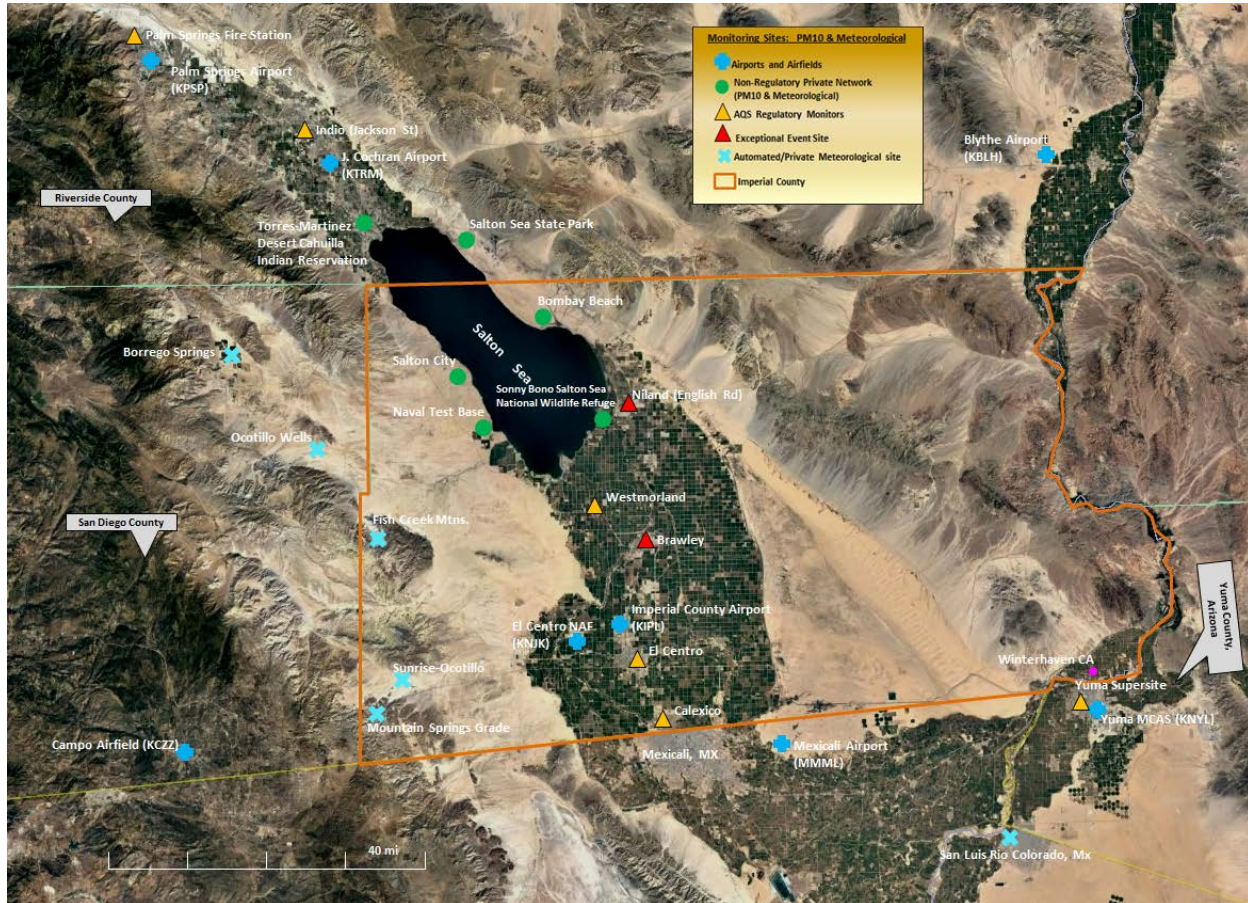 Palm Springs Fire Station
Palm Springs Airport
(KPSP)
Monitoring Sites: PM10 & Meteorological
Airports and Airfields
Non-Regulatory Private Network
(PM10 & Meteorological)
AQS Regulatory Monitors
Exceptional Event Site
Automated/Private Meteorological site
Imperial County
Indio (Jackson St)
J. Cochran Airport
(KTRM)
Blythe Airport
(KBLH)
Riverside County
Torres-Martinez
Desert Cahuilla
Indian Reservation
Salton Sea State Park
Bombay Beach
Salton
Sea
Borrego Springs
Salton City
Sonny Bono Salton Sea
National Wildlife Refuge
Niland (English Rd)
Naval Test Base
Ocotillo Wells
Westmorland
San Diego County
Fish Creek Mtns.
Brawley
Yuma County,
Arizona
Imperial County Airport
(KIPL)
El Centro NAF
(KNJK)
El Centro
Sunrise-Ocotillo
Winterhaven CA
Yuma Supersite
Yuma MCAS (KNYL)
Calexico
Mountain Springs Grade
Campo Airfield (KCZZ)
Mexicali, MX
Mexicali Airport
(MMML)
40 mi
San Luis Rio Colorado, Mx